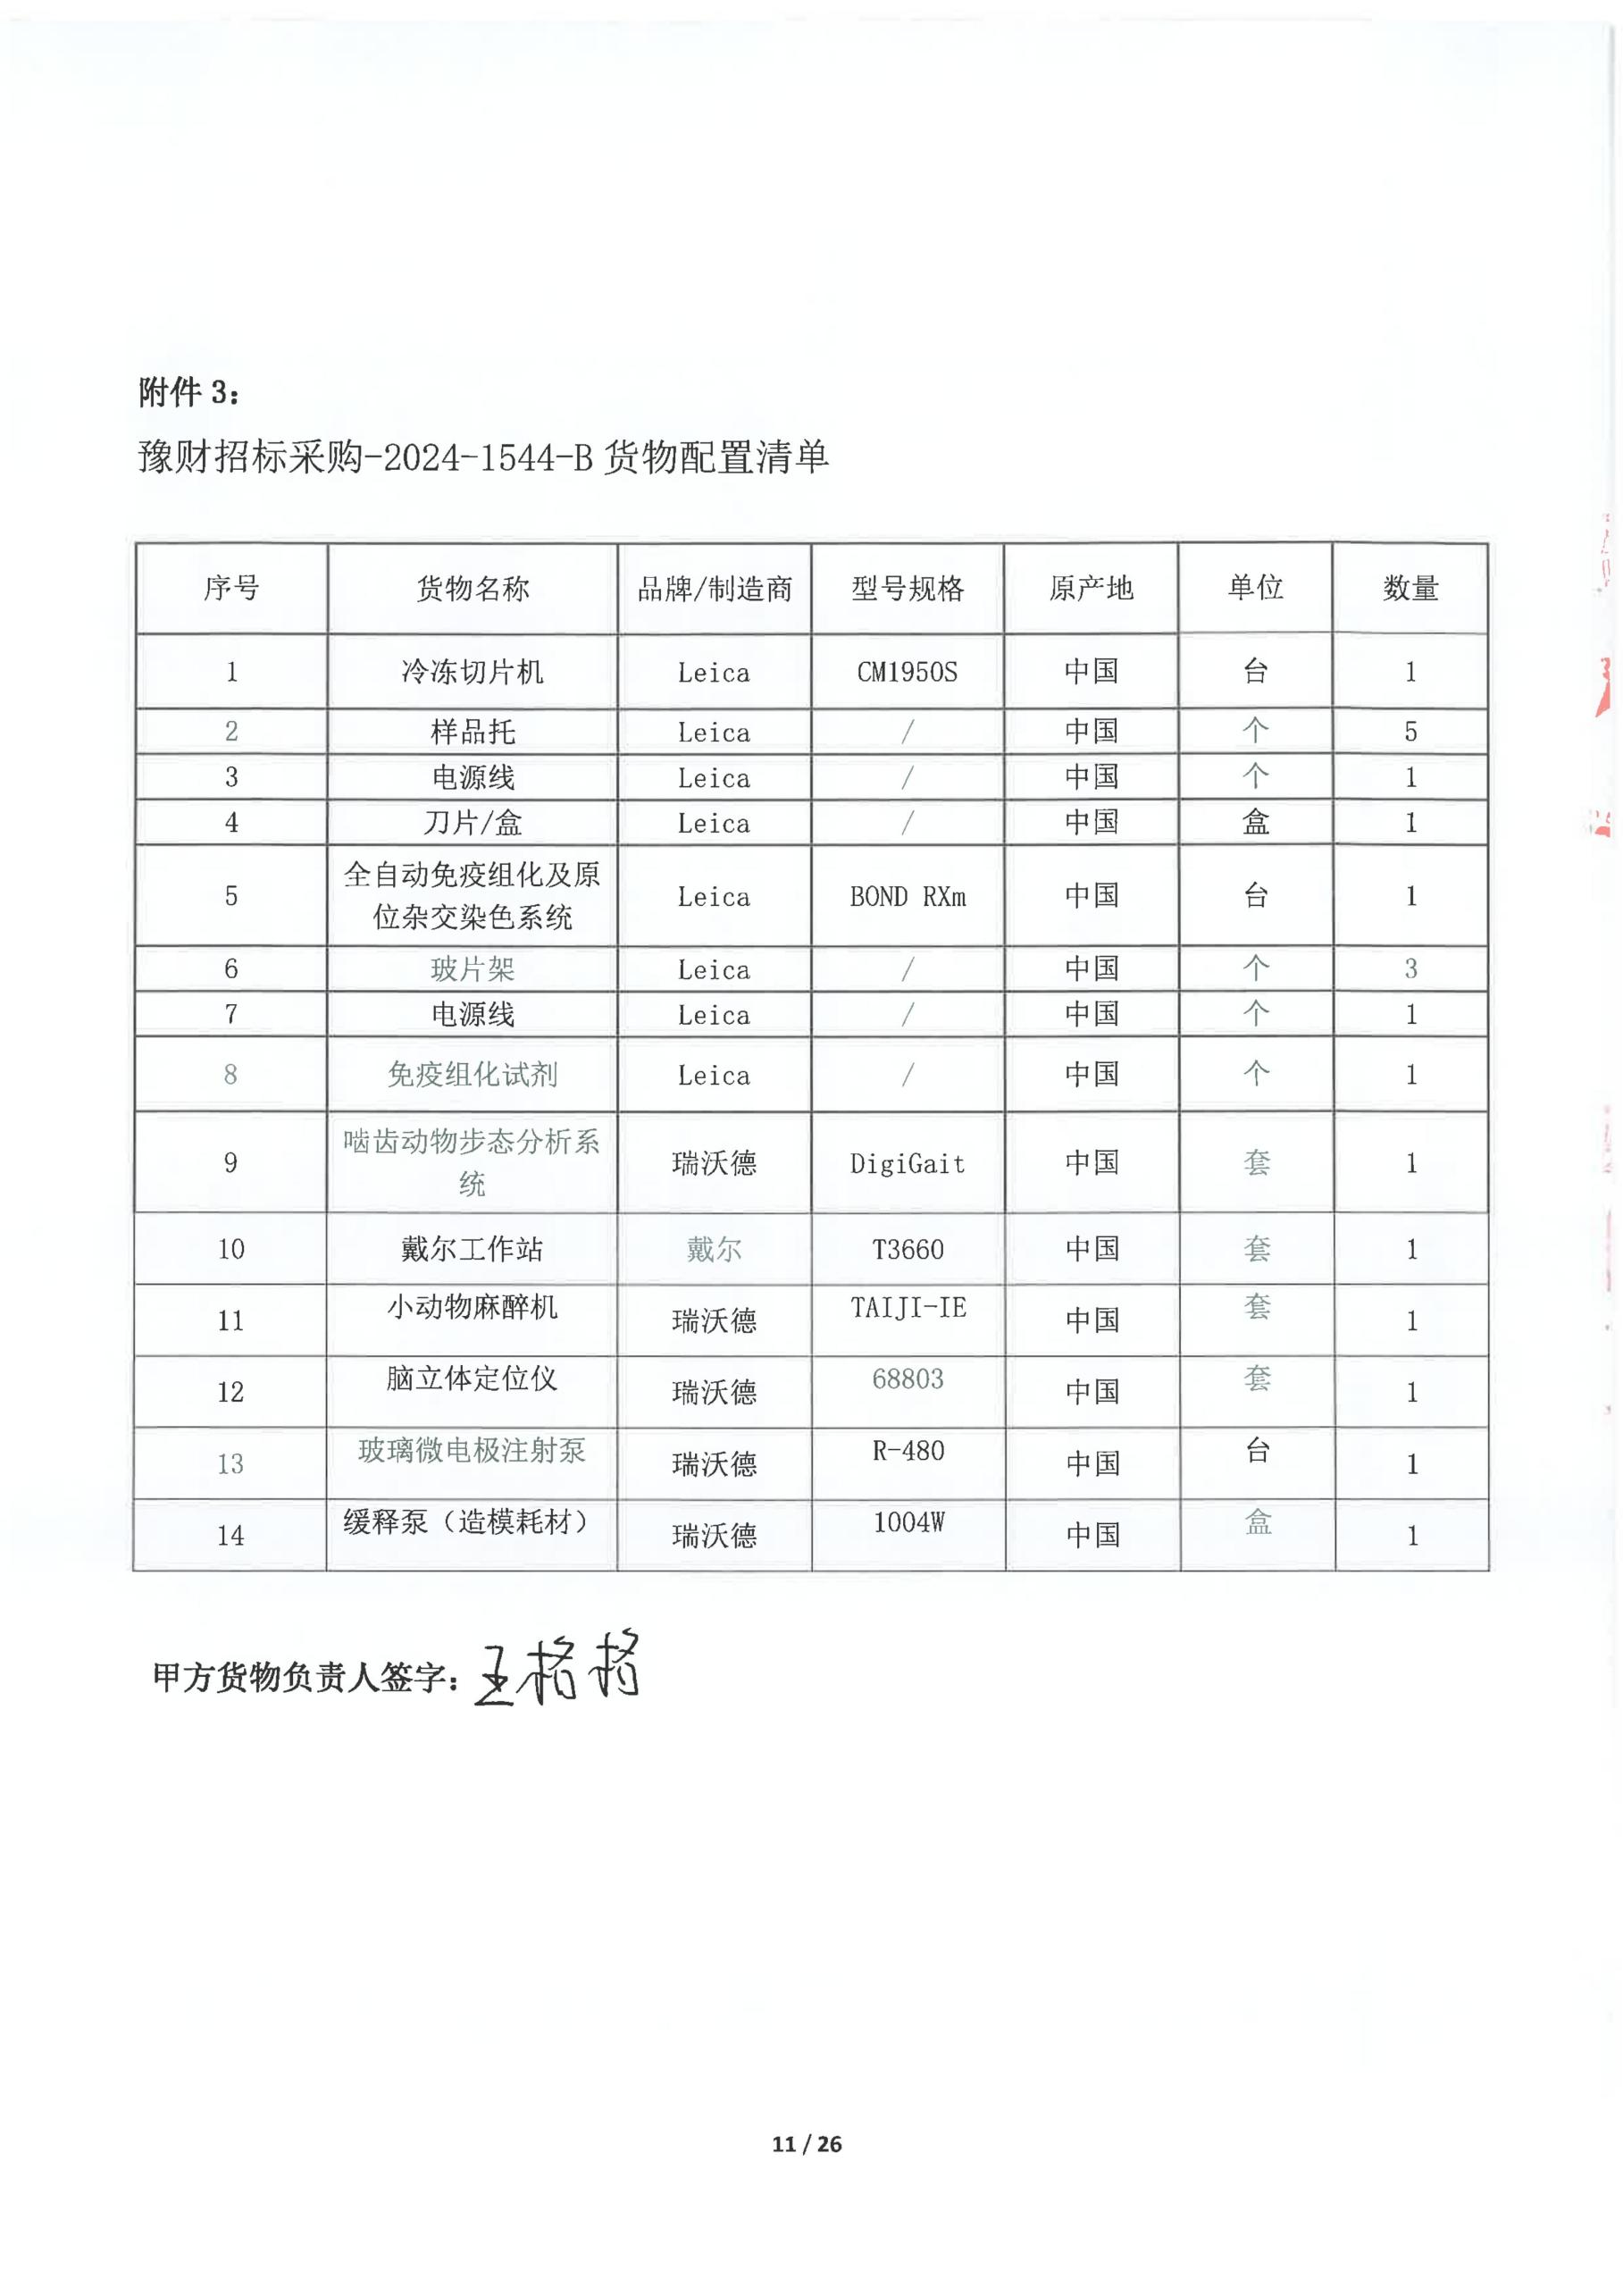 附件 3：
豫财招标采购-2024-1544-B 货物配置清单
序号 货物名称 品牌/制造商 型号规格 原产地 单位 数量
1 冷冻切片机 Leica CM1950S 中国 台 1
2 样品托 Leica / 中国 个 5
3 电源线 Leica / 中国 个 1
4 刀片/盒 Leica / 中国 盒 1
5 全自动免疫组化及原
位杂交染色系统 Leica BOND RXm 中国 台 1
6 玻片架 Leica / 中国 个 3
7 电源线 Leica / 中国 个 1
8 免疫组化试剂 Leica / 中国 个 1
9 啮齿动物步态分析系
统 瑞沃德 DigiGait 中国 套 1
10 戴尔工作站 戴尔 T3660 中国 套 1
11 小动物麻醉机 瑞沃德 TAIJI-IE 中国 套 1
12 脑立体定位仪 瑞沃德 68803 中国 套 1
13 玻璃微电极注射泵 瑞沃德 R-480 中国 台 1
14 缓释泵（造模耗材） 瑞沃德 1004W 中国 盒 1
甲方货物负责人签字：王格格
11 / 26